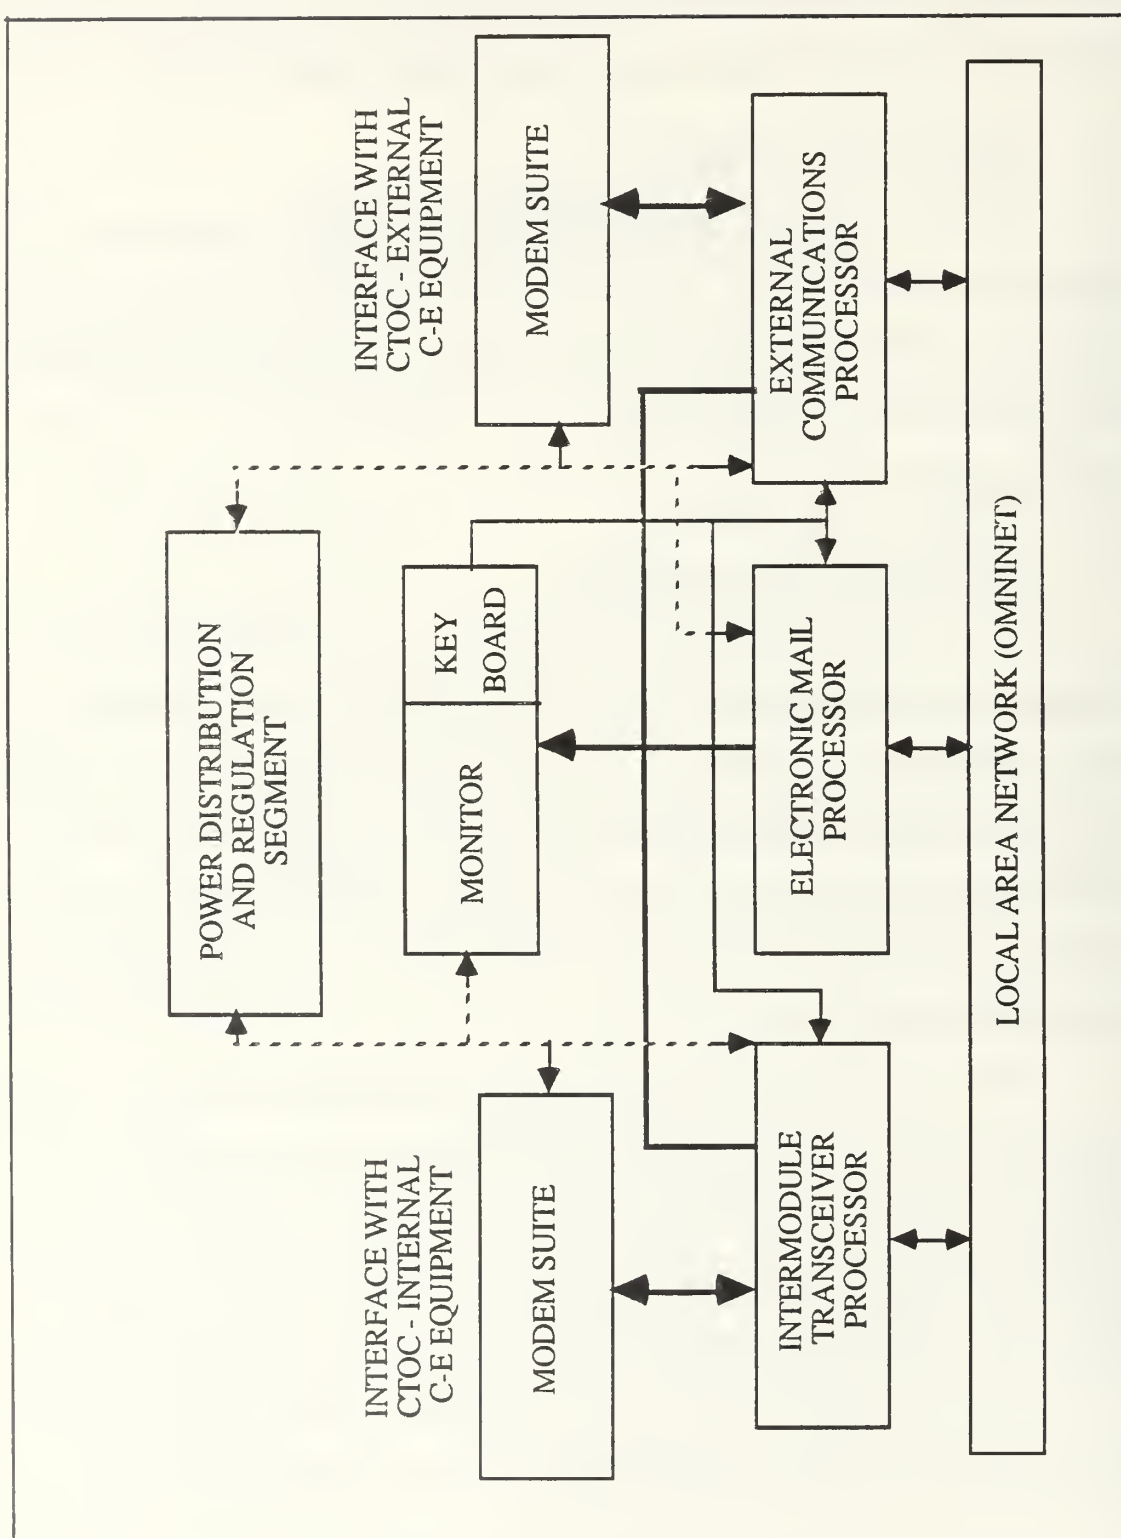 INTERFACE WITH
CTOC - INTERNAL
C-E EQUIPMENT
POWER DISTRIBUTION
AND REGULATION
SEGMENT
INTERFACE WITH
CTOC - EXTERNAL
C-E EQUIPMENT
MODEM SUITE
MONITOR
KEY
BOARD
MODEM SUITE
INTERMODULE
TRANSCEIVER
PROCESSOR
ELECTRONIC MAIL
PROCESSOR
EXTERNAL
COMMUNICATIONS
PROCESSOR
LOCAL AREA NETWORK (OMNINET)